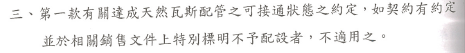 三、第一款有關達成天然瓦斯配管之可接通狀態之約定，如契約有約定
並於相關銷售文件上特別標明不予配設者，不適用之。